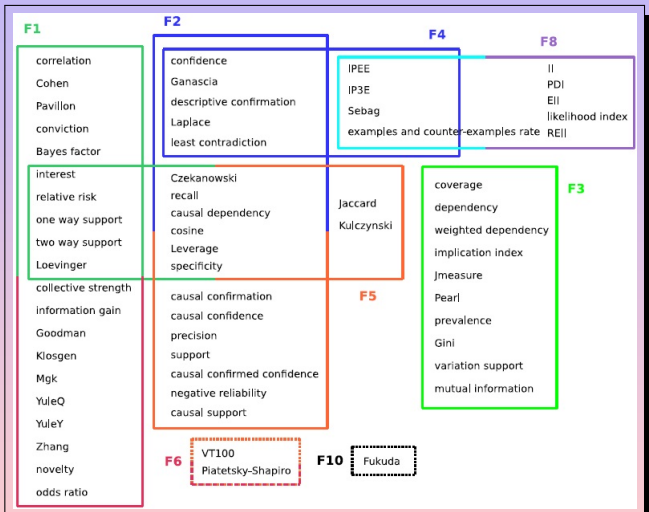 F1
correlation
Cohen
Pavillon
conviction
Bayes factor
interest
relative risk
one way support
two way support
Loevinger
collective strength
information gain
Goodman
Klosgen
Mgk
YuleQ
YuleY
Zhang
novelty
odds ratio
F2
confidence
Ganascia
descriptive confirmation
Laplace
least contradiction
F4
IPEE
IP3E
Sebag
examples and counter-examples rate
F8
II
PDI
EII
likelihood index
REII
Czekanowski
recall
causal dependency
cosine
Leverage
specificity
Jaccard
Kulczynski
F5
causal confirmation
causal confidence
precision
support
causal confirmed confidence
negative reliability
causal support
F3
coverage
dependency
weighted dependency
implication index
Jmeasure
Pearl
prevalence
Gini
variation support
mutual information
F6
VT100
Piatetsky-Shapiro
F10
Fukuda